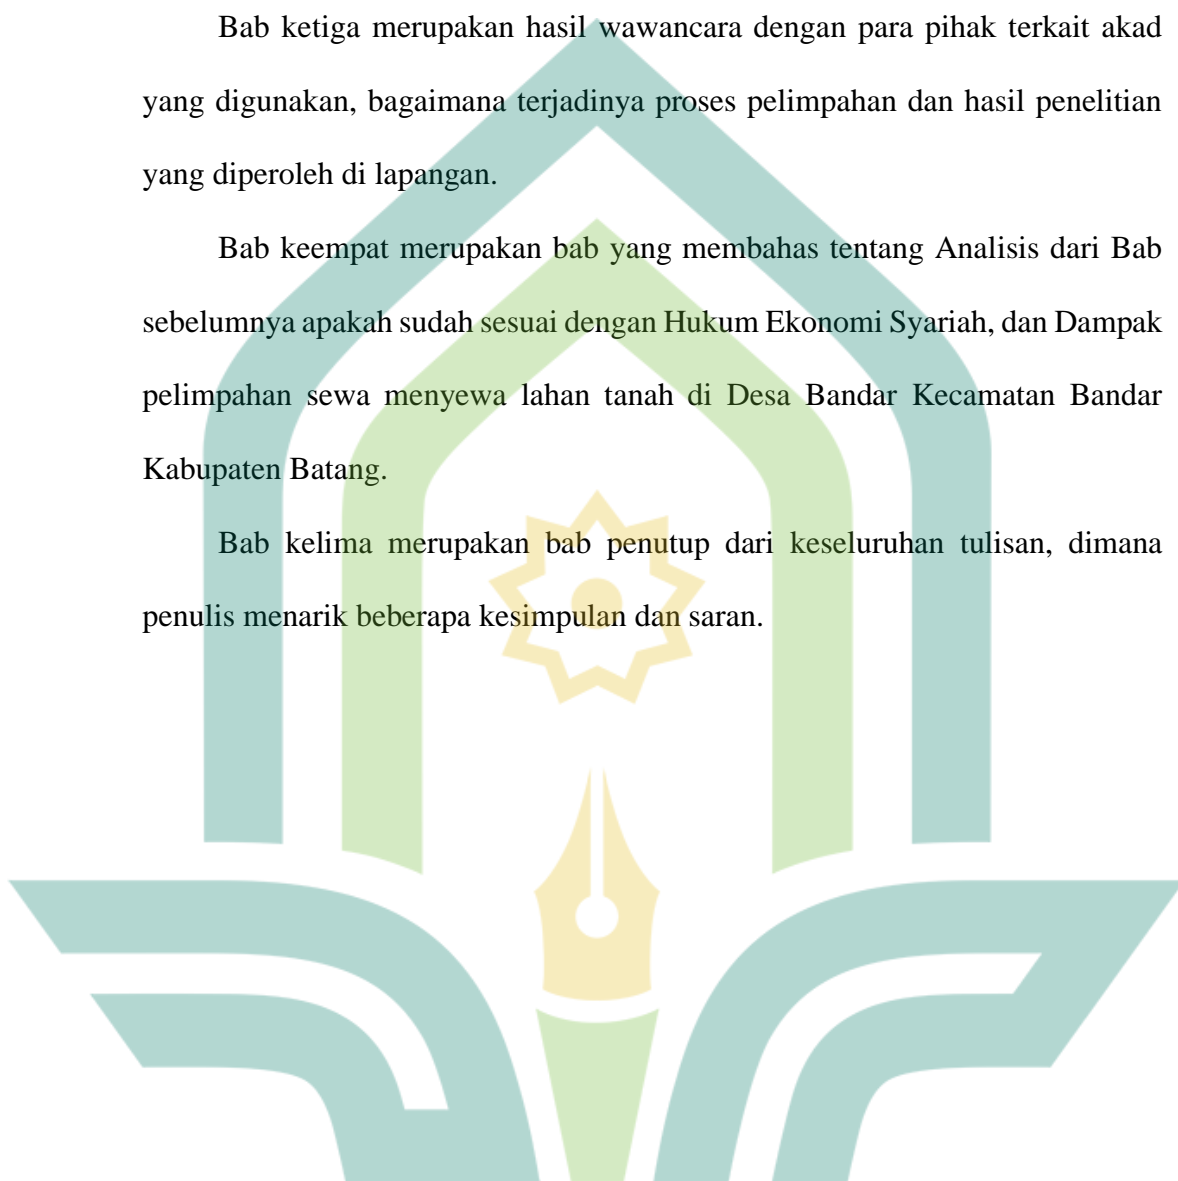 Bab ketiga merupakan hasil wawancara dengan para pihak terkait akad
yang digunakan, bagaimana terjadinya proses pelimpahan dan hasil penelitian
yang diperoleh di lapangan.
Bab keempat merupakan bab yang membahas tentang Analisis dari Bab
sebelumnya apakah sudah sesuai dengan Hukum Ekonomi Syariah, dan Dampak
pelimpahan sewa menyewa lahan tanah di Desa Bandar Kecamatan Bandar
Kabupaten Batang.
Bab kelima merupakan bab penutup dari keseluruhan tulisan, dimana
penulis menarik beberapa kesimpulan dan saran.